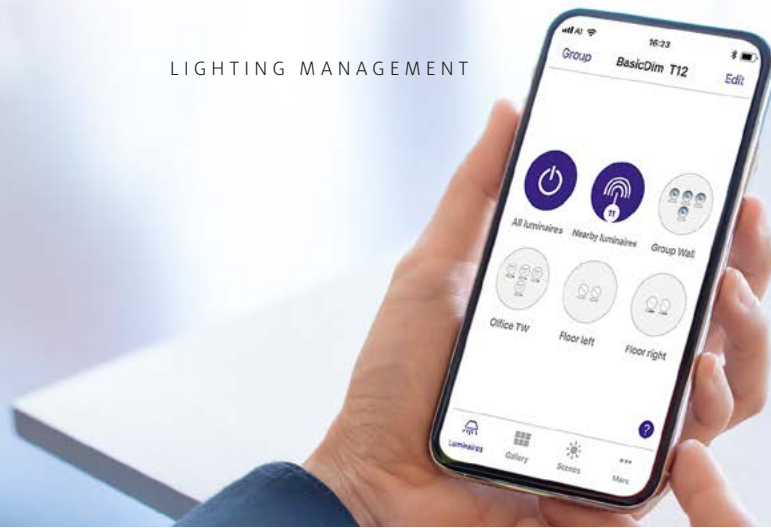 LIGHTING MANAGEMENT
16:23
Group BasicDim T12 Edit
11
All luminaires Nearby luminaires Group Wall
Office TW Floor left Floor right
?
Luminaires Gallery Scenes More